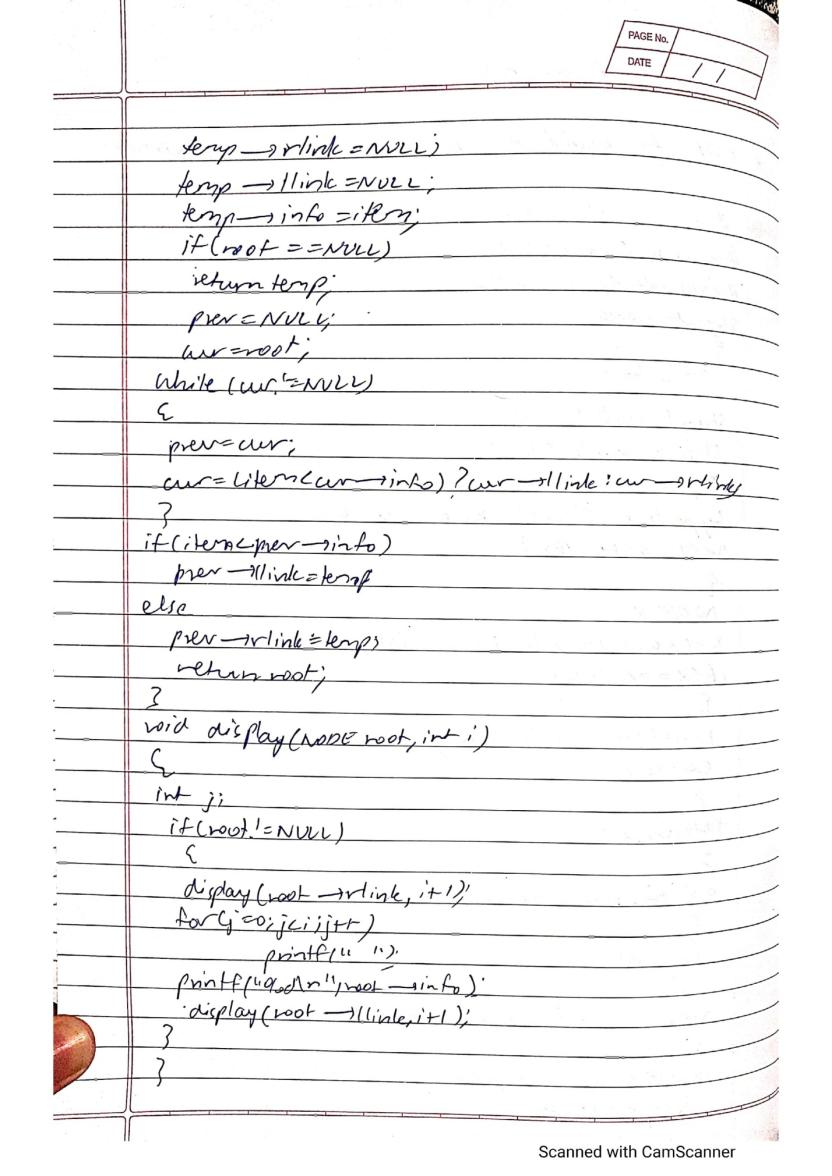 PAGE No.
DATE / /
temp→rlink=NULL;
temp→llink=NULL;
temp→info=item;
if(root==NULL)
return temp;
prev=NULL;
cur=root;
while(cur!=NULL)
{
prev=cur;
cur=(item<cur→info)?cur→llink:cur→rlink;
}
if(item<prev→info)
prev→llink=temp
else
prev→rlink=temp;
return root;
}
void display(NODE root, int i)
{
int j;
if(root!=NULL)
{
display(root→rlink, i+1);
for(j=0;j<i;j++)
printf(" ");
printf("%d\n",root→info);
display(root→llink,i+1);
}
}
Scanned with CamScanner